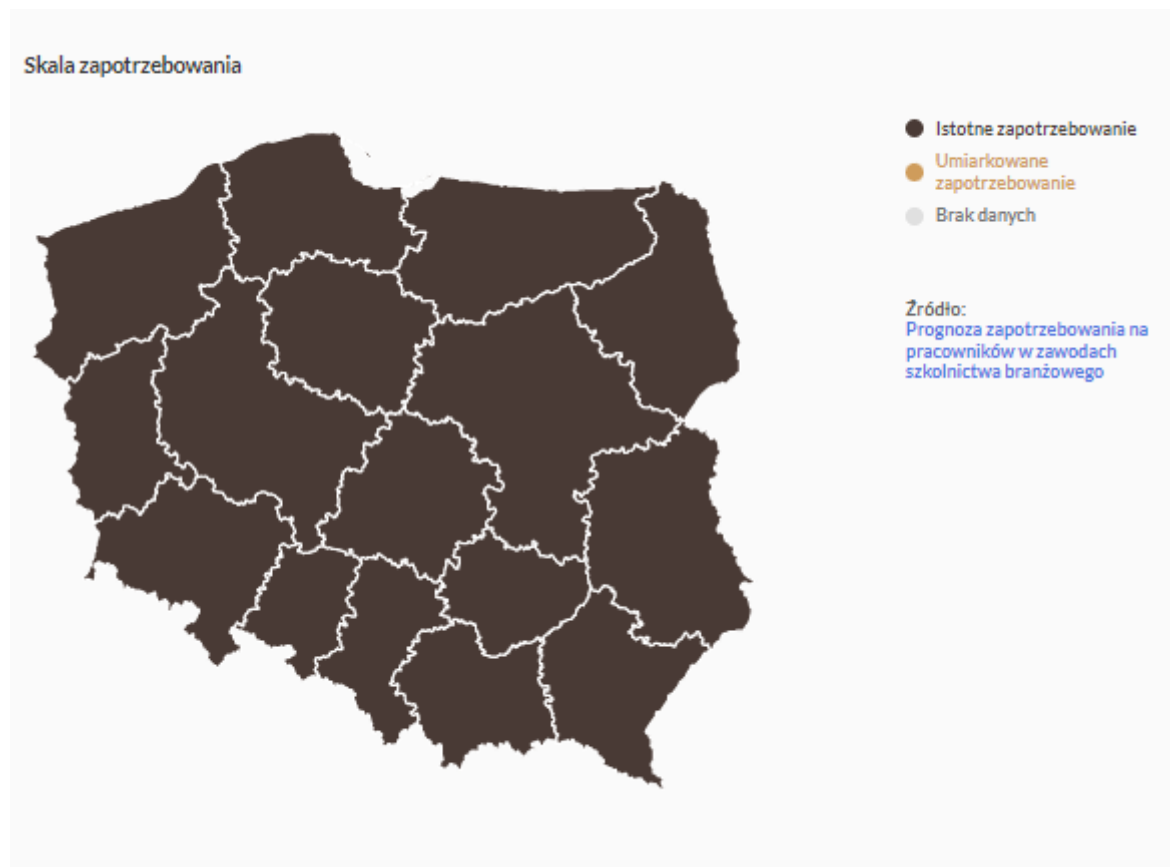 Skala zapotrzebowania
Istotne zapotrzebowanie
Umiarkowane
zapotrzebowanie
Brak danych
Źródło:
Prognoza zapotrzebowania na
pracowników w zawodach
szkolnictwa branżowego